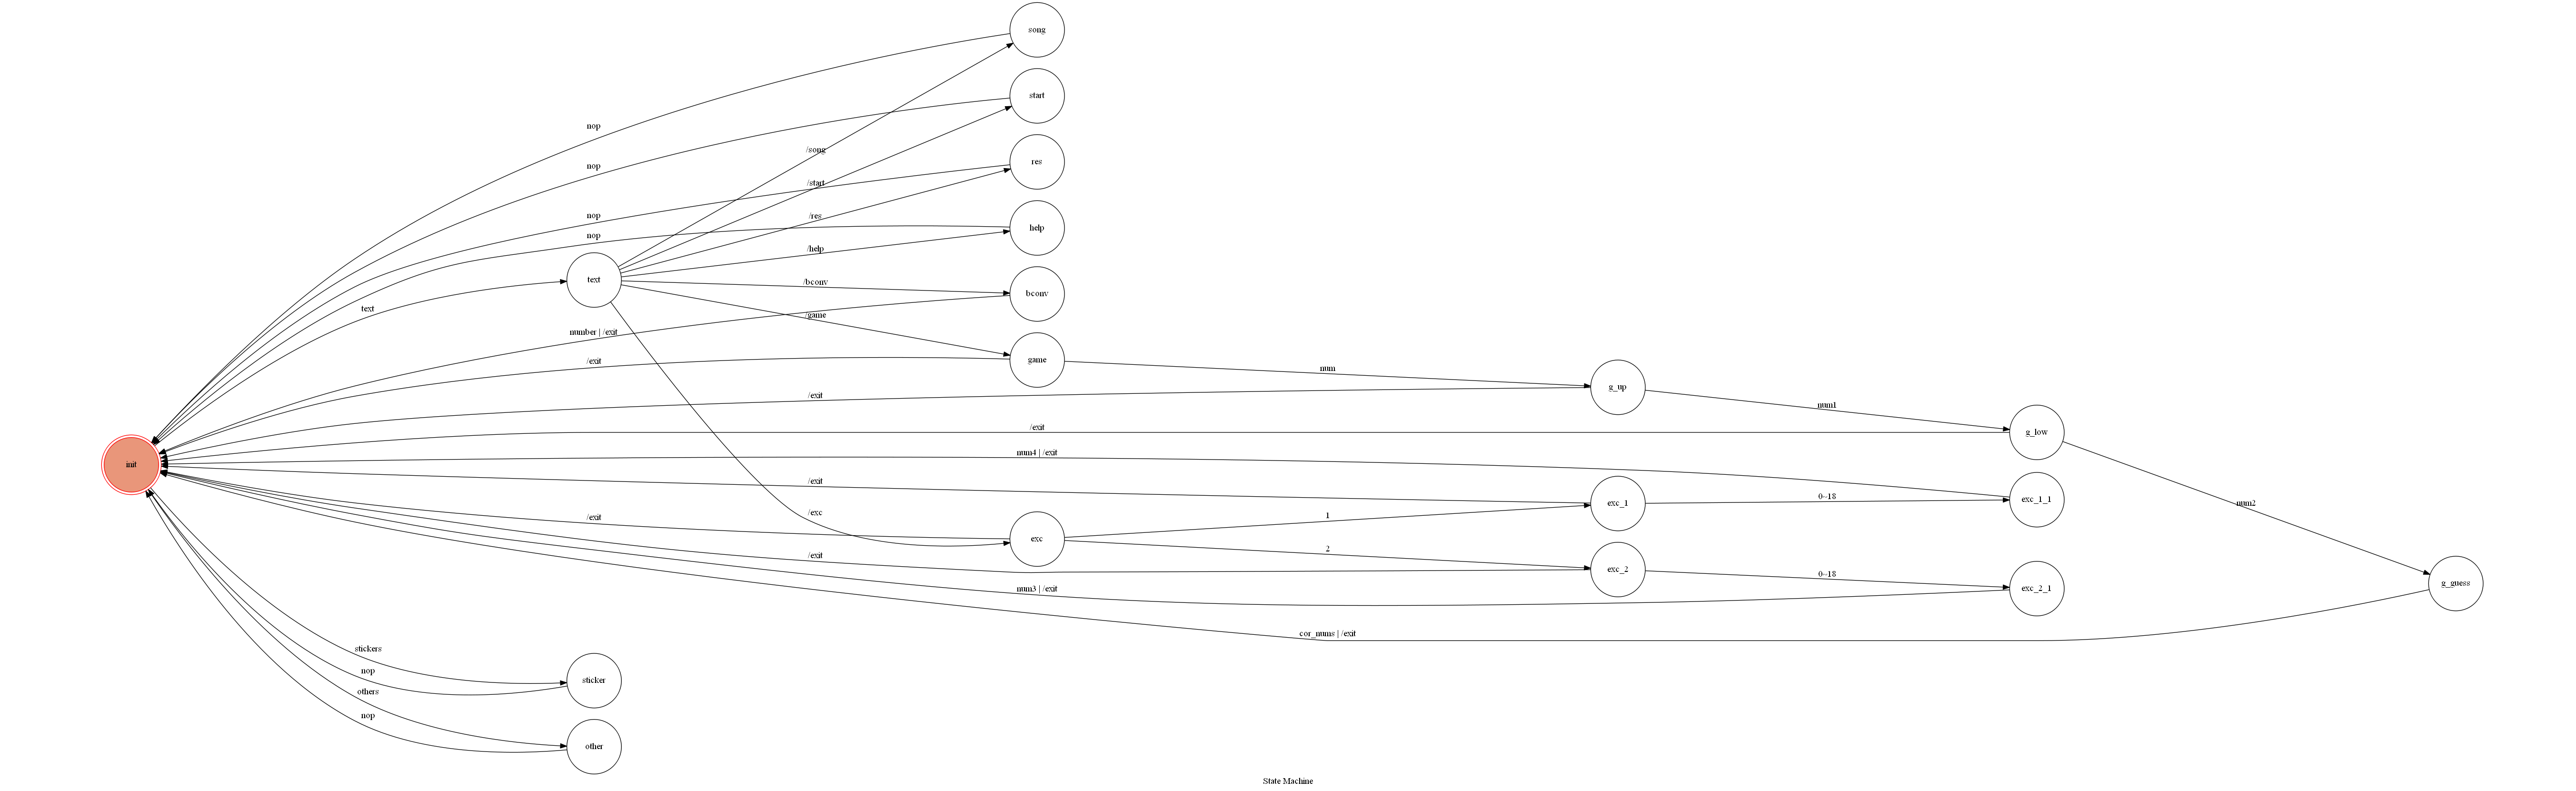 song
start
res
help
text
bconv
game
g_up
g_low
init
exc
exc_1
exc_1_1
exc_2
exc_2_1
g_guess
sticker
other
nop
nop
/song
/start
nop
/res
nop
/help
/bconv
text
/game
number | /exit
/exit
num
/exit
num1
/exit
num4 | /exit
/exit
0~18
num2
/exc
/exit
1
2
/exit
0~18
num3 | /exit
cor_nums | /exit
stickers
nop
others
nop
State Machine